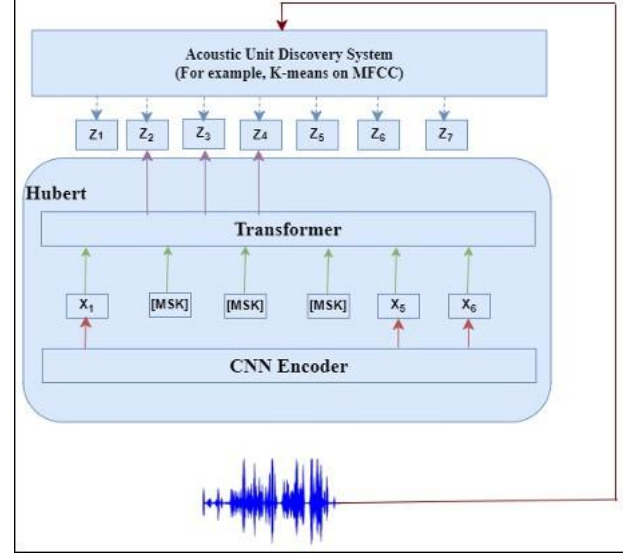 Acoustic Unit Discovery System
(For example, K-means on MFCC)
Z1 Z2 Z3 Z4 Z5 Z6 Z7
Hubert
Transformer
X1 [MSK] [MSK] [MSK] X5 X6
CNN Encoder